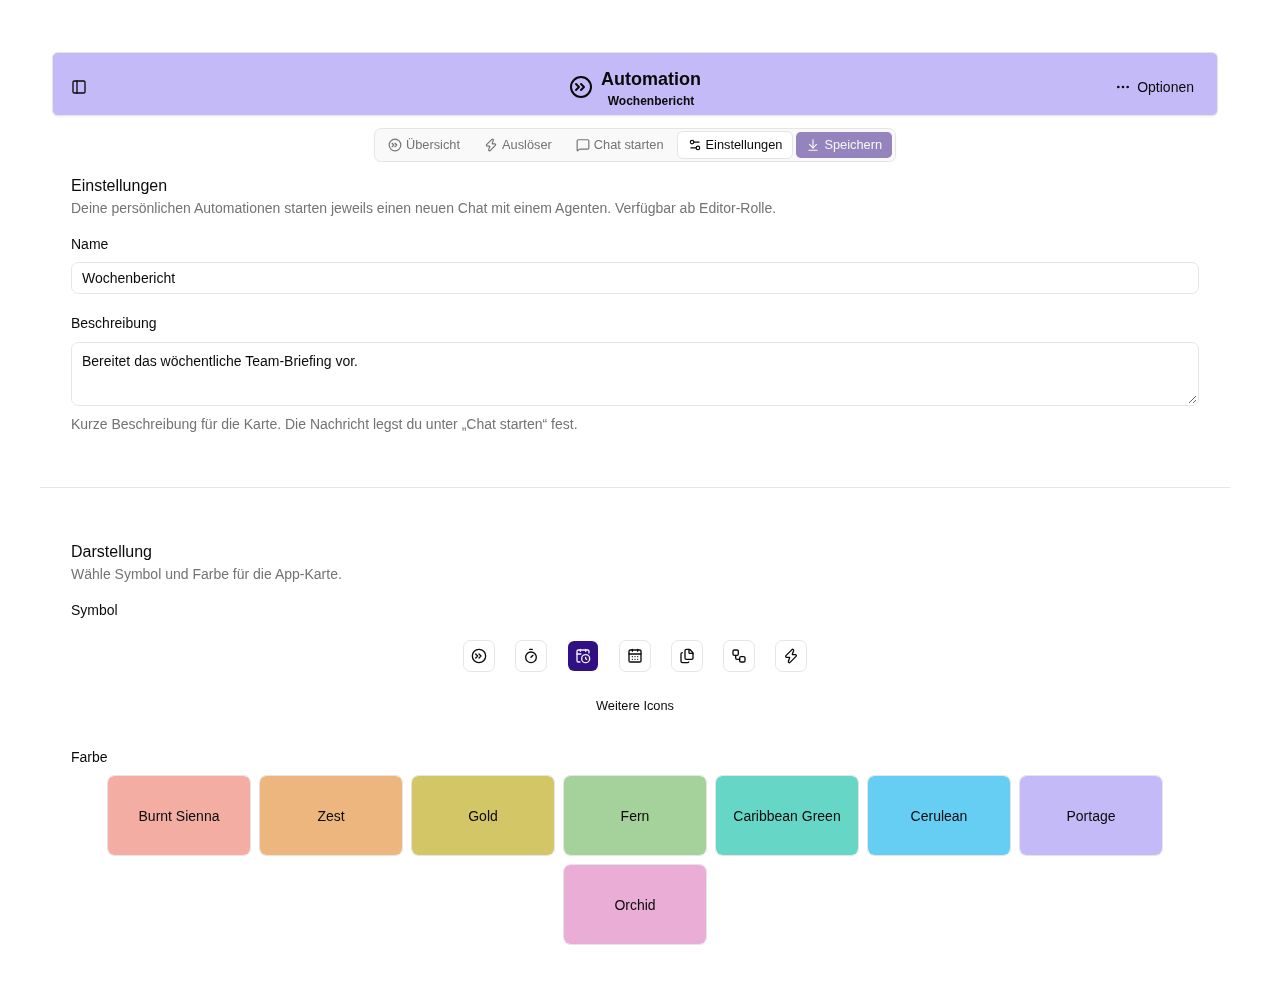 Automation
Wochenbericht
Optionen
Übersicht
Auslöser
Chat starten
Einstellungen
Speichern
Einstellungen
Deine persönlichen Automationen starten jeweils einen neuen Chat mit einem Agenten. Verfügbar ab Editor-Rolle.
Name
Wochenbericht
Beschreibung
Bereitet das wöchentliche Team-Briefing vor.
Kurze Beschreibung für die Karte. Die Nachricht legst du unter „Chat starten“ fest.
Darstellung
Wähle Symbol und Farbe für die App-Karte.
Symbol
Weitere Icons
Farbe
Burnt Sienna
Zest
Gold
Fern
Caribbean Green
Cerulean
Portage
Orchid